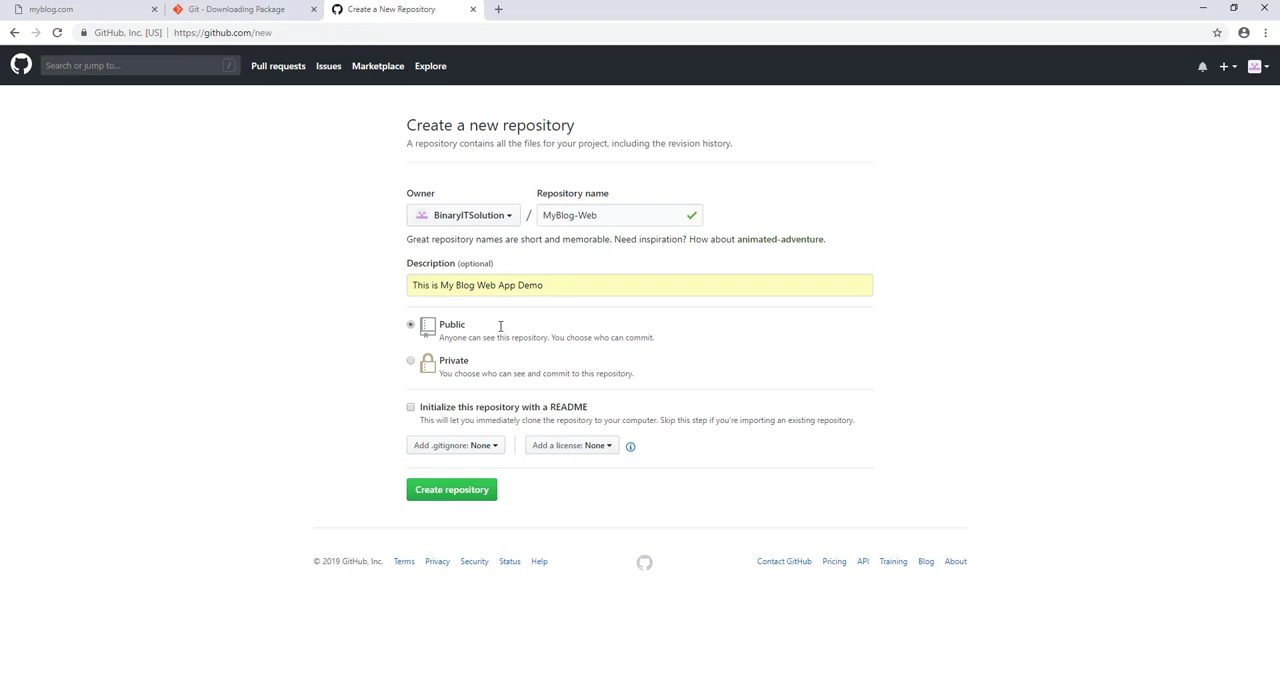 myblog.com
Git - Downloading Package
Create a New Repository
GitHub, Inc. [US] | https://github.com/new
Search or jump to...
/
Pull requests
Issues
Marketplace
Explore
Create a new repository
A repository contains all the files for your project, including the revision history.
Owner
Repository name
BinaryITSolution
/
MyBlog-Web
Great repository names are short and memorable. Need inspiration? How about animated-adventure.
Description (optional)
This is My Blog Web App Demo
Public
Anyone can see this repository. You choose who can commit.
Private
You choose who can see and commit to this repository.
Initialize this repository with a README
This will let you immediately clone the repository to your computer. Skip this step if you're importing an existing repository.
Add .gitignore: None
Add a license: None
Create repository
© 2019 GitHub, Inc.
Terms
Privacy
Security
Status
Help
Contact GitHub
Pricing
API
Training
Blog
About